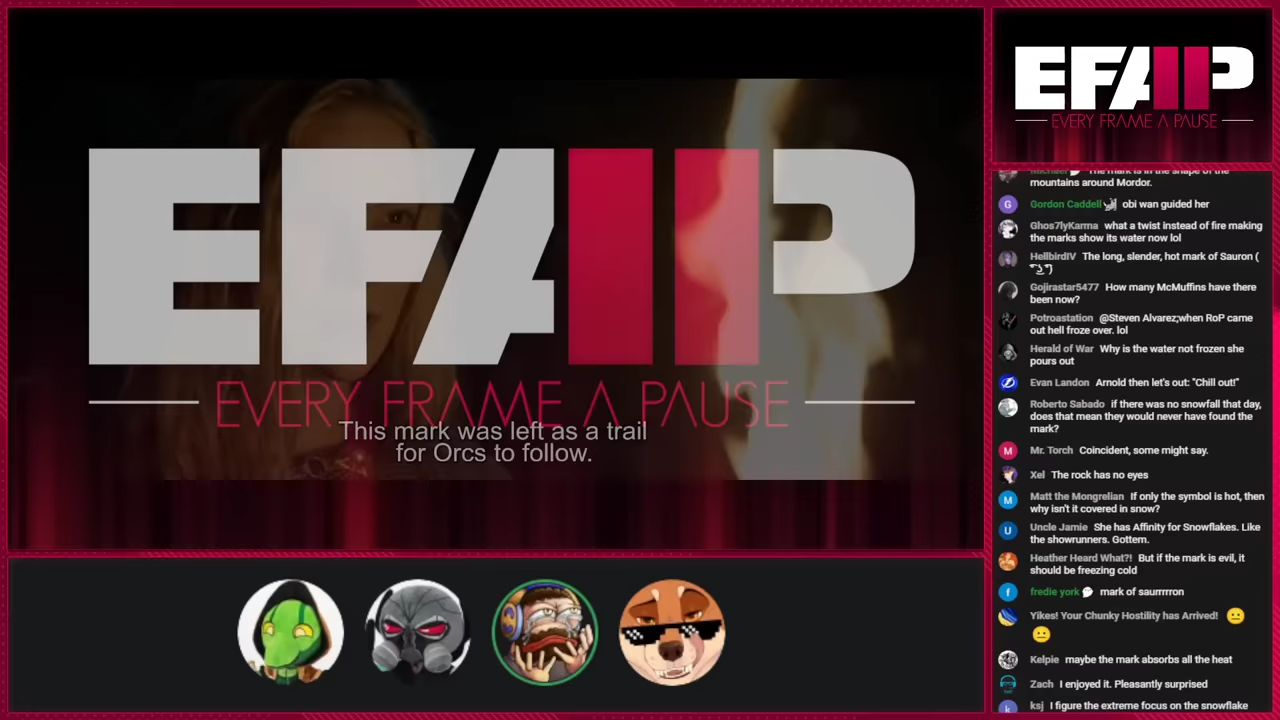 EFAP
EVERY FRAME A PAUSE
This mark was left as a trail
for Orcs to follow.
EFAP
EVERY FRAME A PAUSE
Michael The mark is in the shape of the
mountains around Mordor.
Gordon Caddell obi wan guided her
Ghos7lyKarma what a twist instead of fire making
the marks show its water now lol
HellbirdIV The long, slender, hot mark of Sauron (
͡° ͜ʖ ͡°)
Gojirastar5477 How many McMuffins have there
been now?
Potroastation @Steven Alvarez;when RoP came
out hell froze over. lol
Herald of War Why is the water not frozen she
pours out
Evan Landon Arnold then let's out: "Chill out!"
Roberto Sabado if there was no snowfall that day,
does that mean they would never have found the
mark?
M
Mr. Torch Coincident, some might say.
Xel The rock has no eyes
M
Matt the Mongrelian If only the symbol is hot, then
why isn't it covered in snow?
U
Uncle Jamie She has Affinity for Snowflakes. Like
the showrunners. Gottem.
Heather Heard What?! But if the mark is evil, it
should be freezing cold
f
fredie york mark of saurrrrron
Yikes! Your Chunky Hostility has Arrived! 😐
😐
Kelpie maybe the mark absorbs all the heat
Zach I enjoyed it. Pleasantly surprised
k
ksj I figure the extreme focus on the snowflake